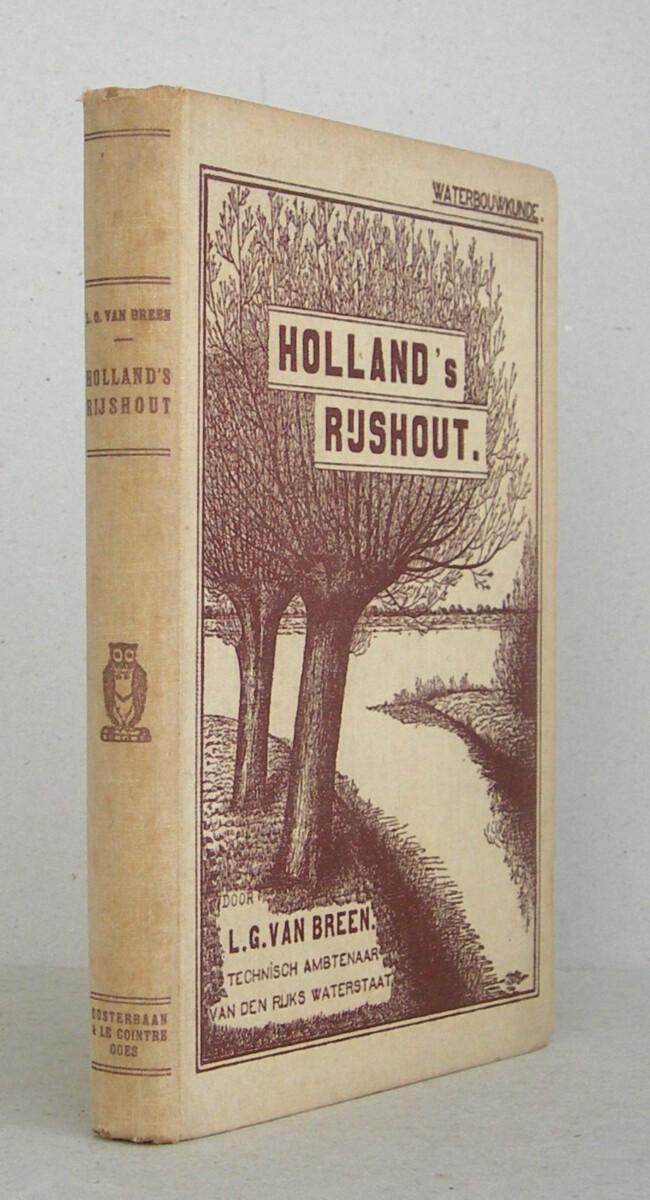 L. G. VAN BREEN
HOLLAND'S
RIJSHOUT
OOSTERBAAN
& LE COINTRE
GOES
WATERBOUWKUNDE.
HOLLAND's
RIJSHOUT.
DOOR
L.G. VAN BREEN.
TECHNISCH AMBTENAAR
VAN DEN RIJKS WATERSTAAT